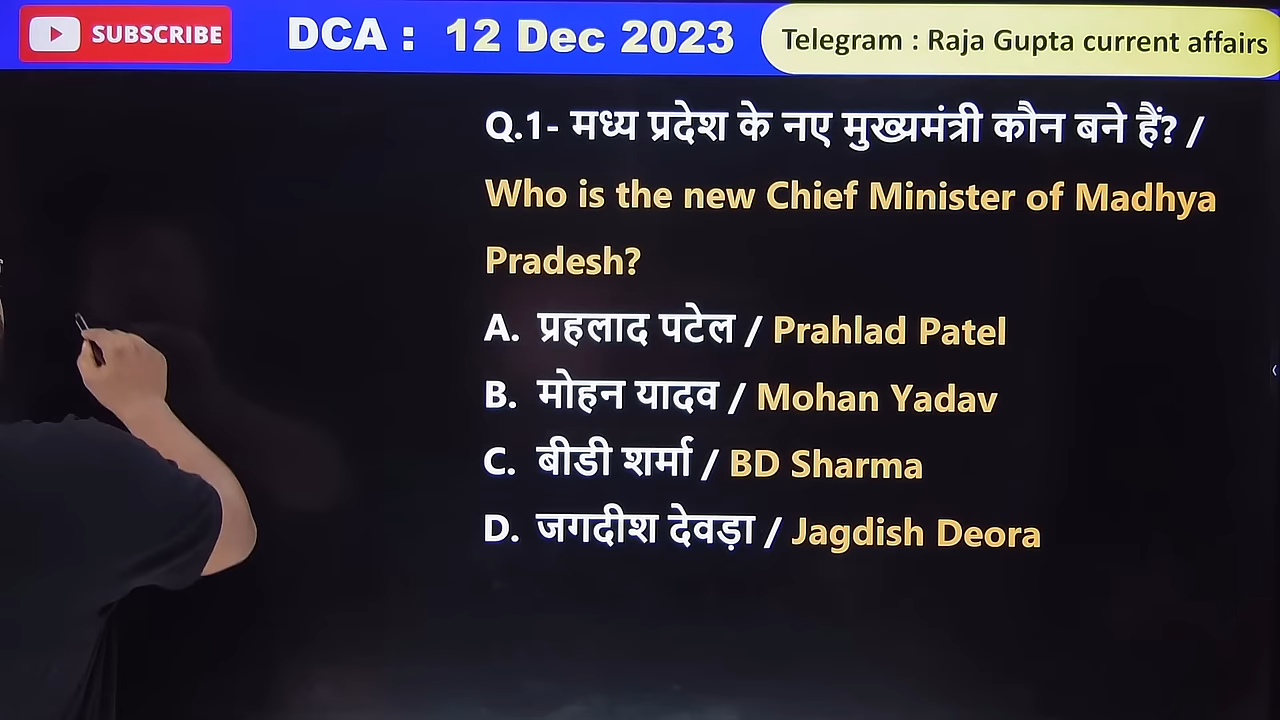 SUBSCRIBE DCA : 12 Dec 2023 Telegram : Raja Gupta current affairs
Q.1- मध्य प्रदेश के नए मुख्यमंत्री कौन बने हैं? /
Who is the new Chief Minister of Madhya
Pradesh?
A. प्रहलाद पटेल / Prahlad Patel
B. मोहन यादव / Mohan Yadav
C. बीडी शर्मा / BD Sharma
D. जगदीश देवड़ा / Jagdish Deora